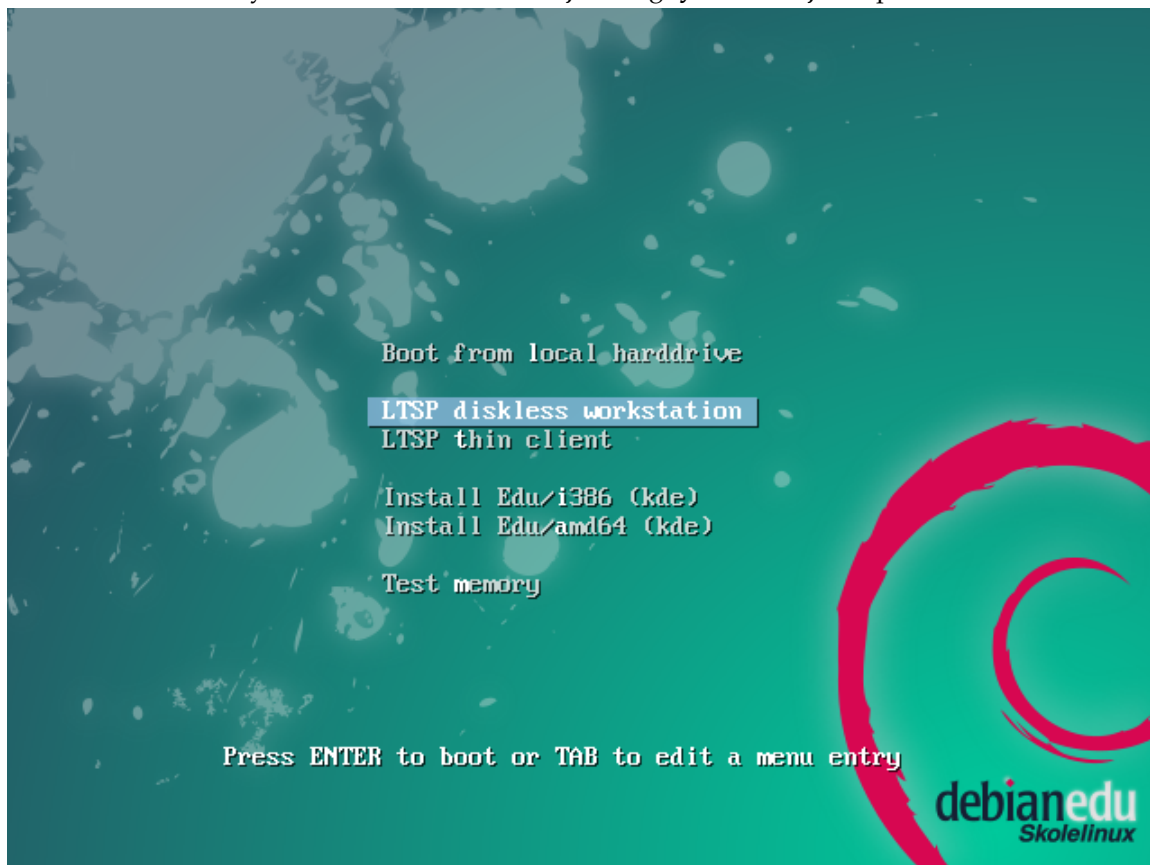 Boot from local harddrive
LTSP diskless workstation
LTSP thin client
Install Edu/i386 (kde)
Install Edu/amd64 (kde)
Test memory
Press ENTER to boot or TAB to edit a menu entry
debianedu
Skolelinux